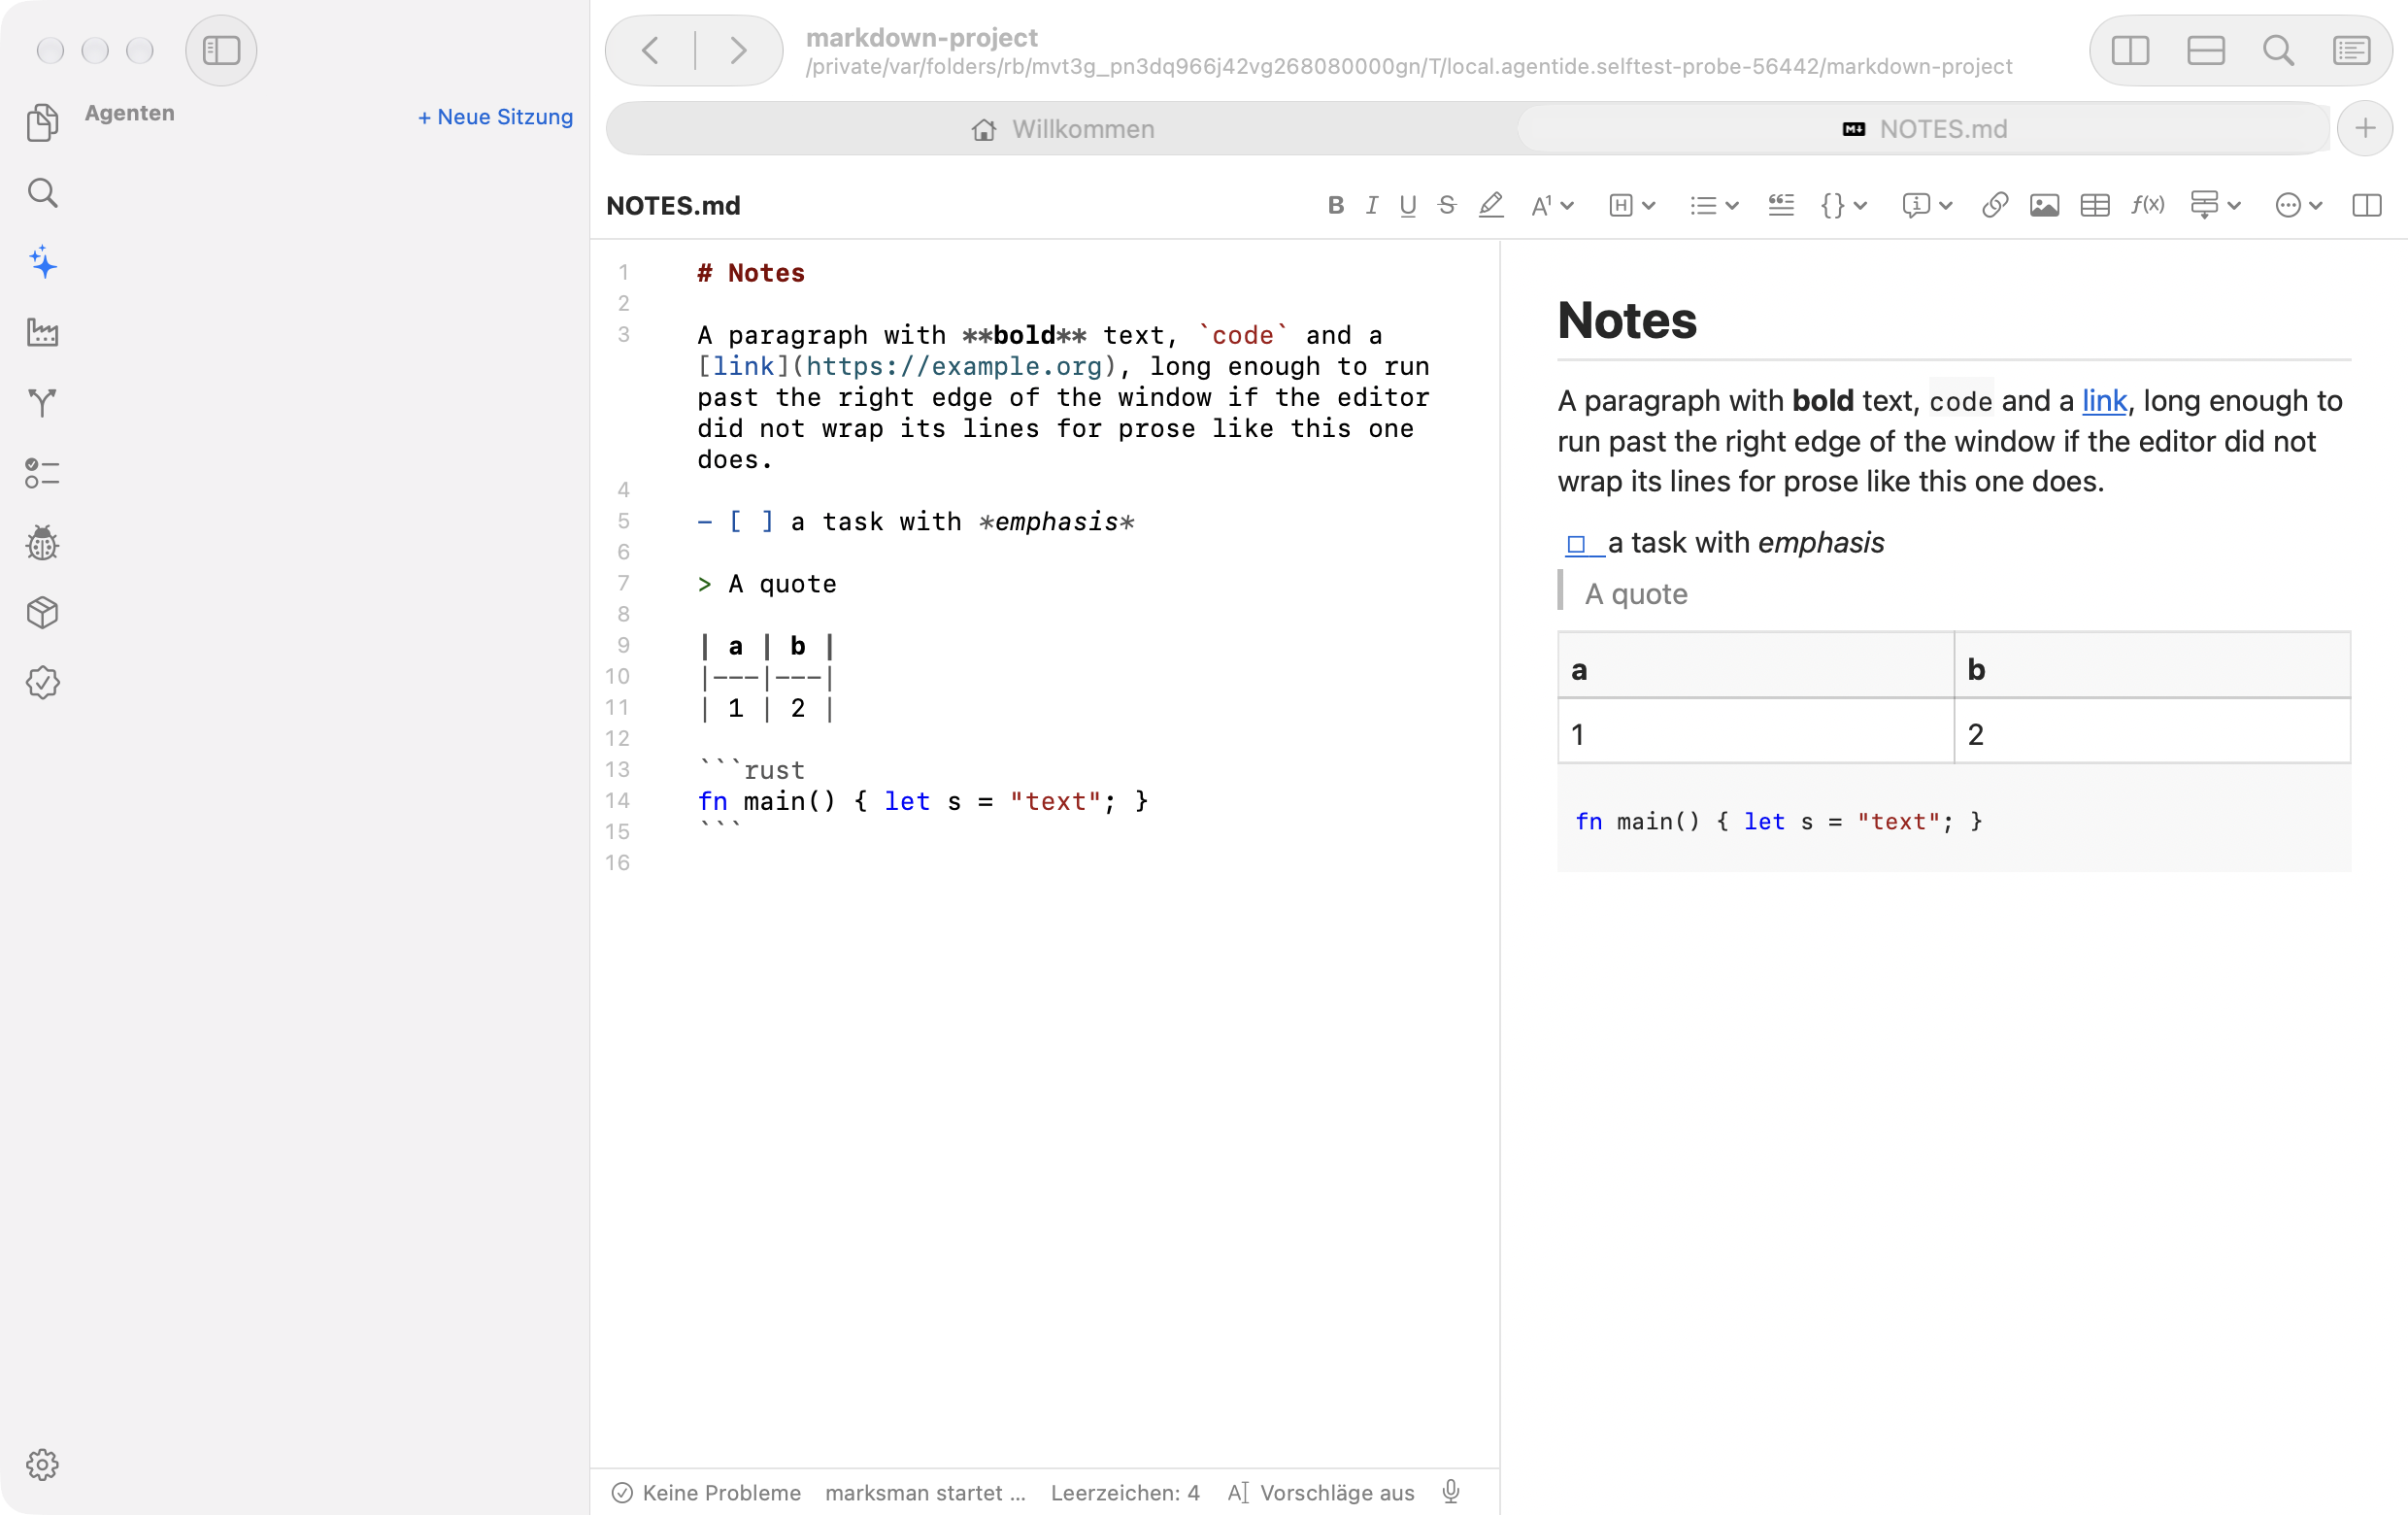 markdown-project
/private/var/folders/rb/mvt3g_pn3dq966j42vg268080000gn/T/local.agentide.selftest-probe-56442/markdown-project
Agenten
+ Neue Sitzung
Willkommen
NOTES.md
NOTES.md
B I U S A¹ H {} f(x)
1 # Notes
2
3 A paragraph with **bold** text, `code` and a
[link](https://example.org), long enough to run
past the right edge of the window if the editor
did not wrap its lines for prose like this one
does.
4
5 - [ ] a task with *emphasis*
6
7 > A quote
8
9 | a | b |
10 |---|---|
11 | 1 | 2 |
12
13 ```rust
14 fn main() { let s = "text"; }
15 ```
16
Notes
A paragraph with bold text, code and a link, long enough to
run past the right edge of the window if the editor did not
wrap its lines for prose like this one does.
☐ a task with emphasis
A quote
a b
1 2
fn main() { let s = "text"; }
Keine Probleme marksman startet ... Leerzeichen: 4 Vorschläge aus